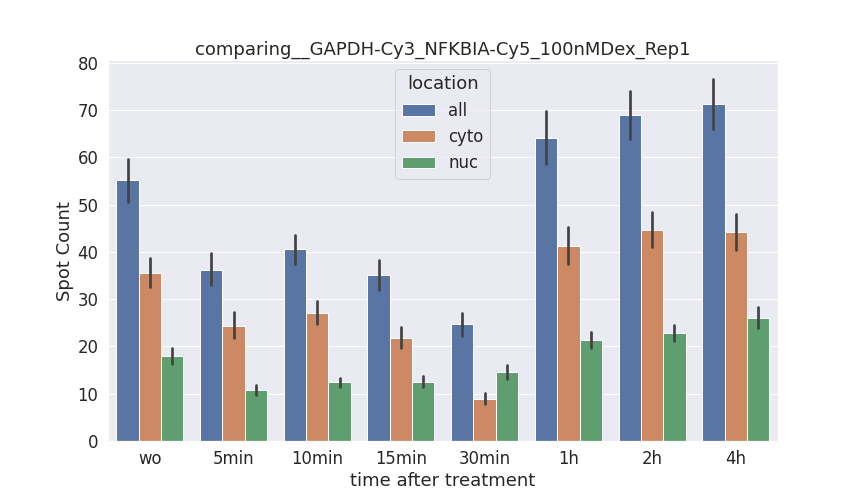 comparing__GAPDH-Cy3_NFKBIA-Cy5_100nMDex_Rep1
location
all
cyto
nuc
Spot Count
80
70
60
50
40
30
20
10
0
wo 5min 10min 15min 30min 1h 2h 4h
time after treatment